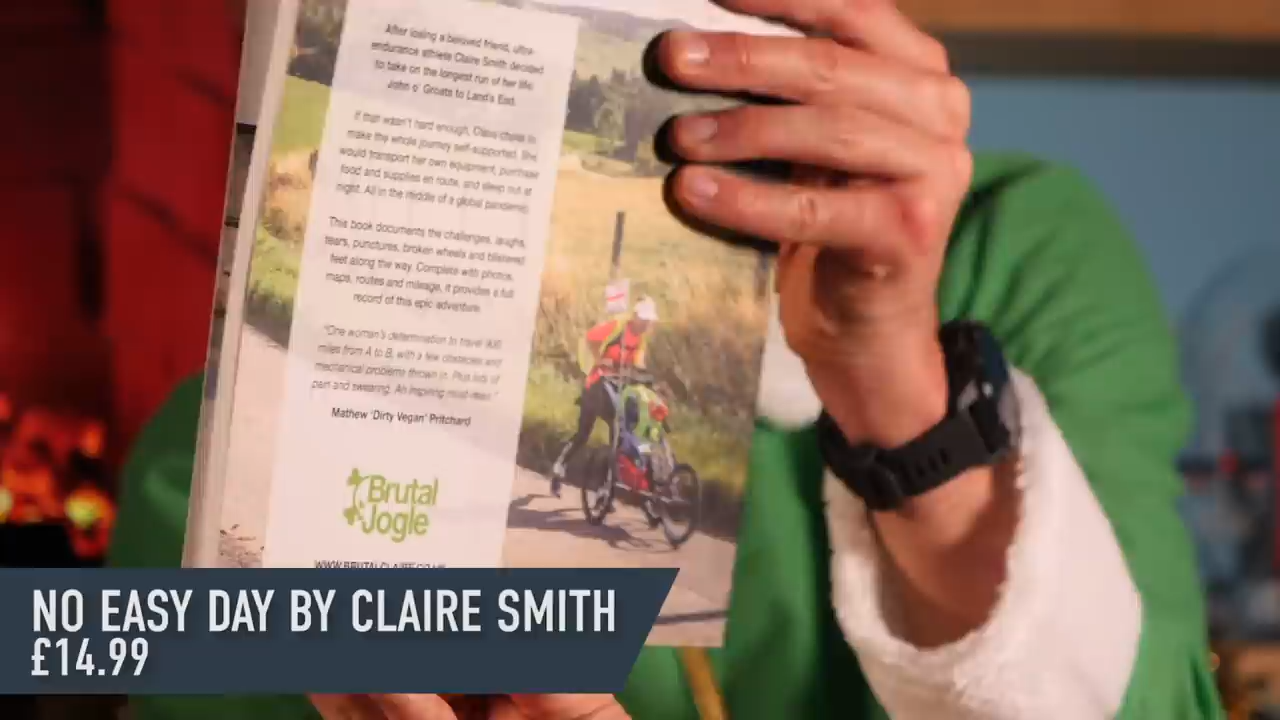 After losing a beloved friend, ultra-
endurance athlete Claire Smith decided
to take on the longest run of her life:
John o' Groats to Land's End.
If that wasn't hard enough, Claire chose to
make the whole journey self-supported. She
would transport her own equipment, purchase
food and supplies en route, and sleep out at
night. All in the middle of a global pandemic.
This book documents the challenges, laughs,
tears, punctures, broken wheels and blistered
feet along the way. Complete with photos,
maps, routes and mileage, it provides a full
record of this epic adventure.
"One woman's determination to travel
miles from A to B, with a few obstacles and
mechanical problems thrown in. Plus lots of
pain and swearing. An inspiring must-read."
Mathew 'Dirty Vegan' Pritchard
Brutal
Jogle
NO EASY DAY BY CLAIRE SMITH
£14.99